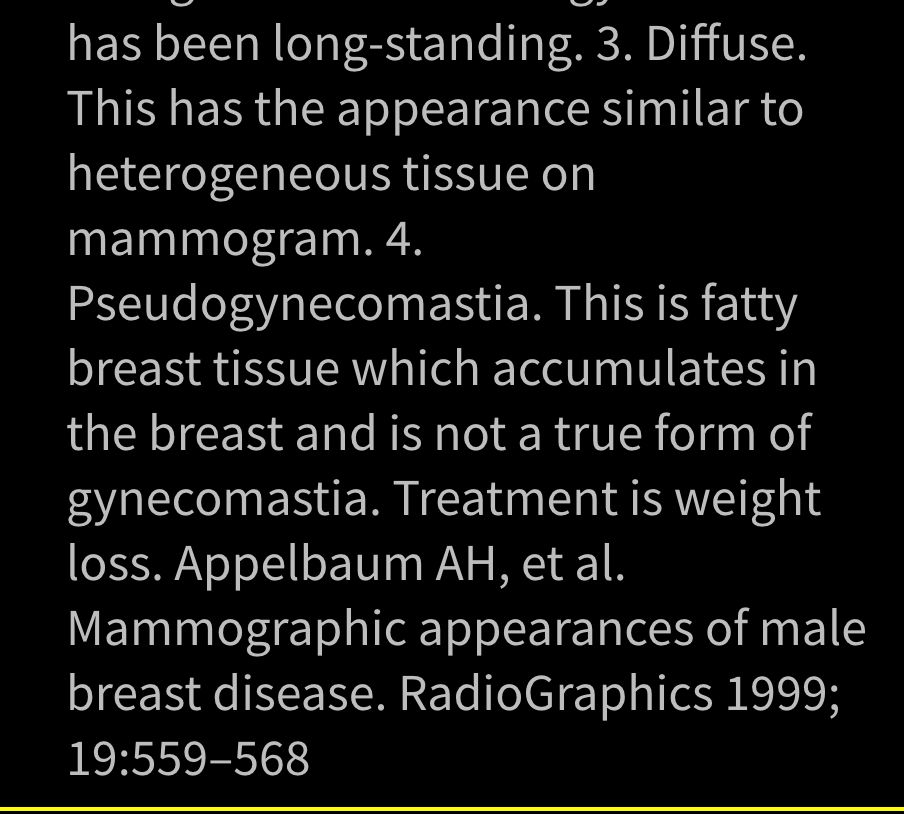 has been long-standing. 3. Diffuse.
This has the appearance similar to
heterogeneous tissue on
mammogram. 4.
Pseudogynecomastia. This is fatty
breast tissue which accumulates in
the breast and is not a true form of
gynecomastia. Treatment is weight
loss. Appelbaum AH, et al.
Mammographic appearances of male
breast disease. RadioGraphics 1999;
19:559–568